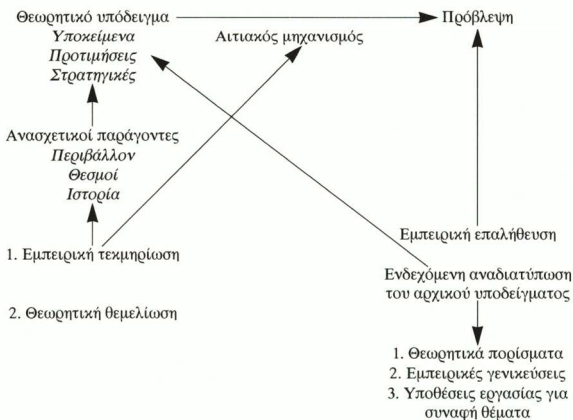 Θεωρητικό υπόδειγμα
Υποκείμενα
Προτιμήσεις
Στρατηγικές
Αιτιακός μηχανισμός
Πρόβλεψη
Ανασχετικοί παράγοντες
Περιβάλλον
Θεσμοί
Ιστορία
1. Εμπειρική τεκμηρίωση
2. Θεωρητική θεμελίωση
Εμπειρική επαλήθευση
Ενδεχόμενη αναδιατύπωση
του αρχικού υποδείγματος
1. Θεωρητικά πορίσματα
2. Εμπειρικές γενικεύσεις
3. Υποθέσεις εργασίας για
συναφή θέματα